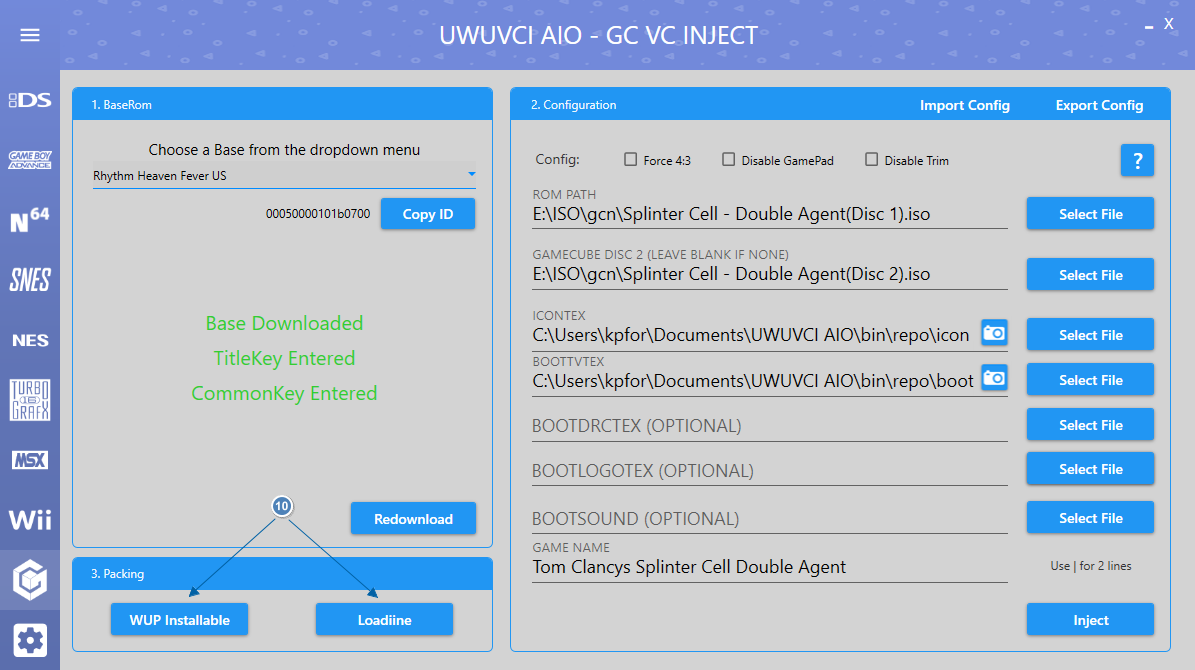 UWUVCI AIO - GC VC INJECT
X
DS
GAME BOY
ADVANCE
N64
SNES
NES
TURBO
GRAFX
MSX
Wii
1. BaseRom
Choose a Base from the dropdown menu
Rhythm Heaven Fever US
00050000101b0700
Copy ID
Base Downloaded
TitleKey Entered
CommonKey Entered
10
Redownload
3. Packing
WUP Installable
Loadiine
2. Configuration
Import Config
Export Config
Config:
Force 4:3
Disable GamePad
Disable Trim
?
ROM PATH
E:\ISO\gcn\Splinter Cell - Double Agent(Disc 1).iso
Select File
GAMECUBE DISC 2 (LEAVE BLANK IF NONE)
E:\ISO\gcn\Splinter Cell - Double Agent(Disc 2).iso
Select File
ICONTEX
C:\Users\kpfor\Documents\UWUVCI AIO\bin\repo\icon
Select File
BOOTTVTEX
C:\Users\kpfor\Documents\UWUVCI AIO\bin\repo\boot
Select File
BOOTDRCTEX (OPTIONAL)
Select File
BOOTLOGOTEX (OPTIONAL)
Select File
BOOTSOUND (OPTIONAL)
Select File
GAME NAME
Tom Clancys Splinter Cell Double Agent
Use | for 2 lines
Inject